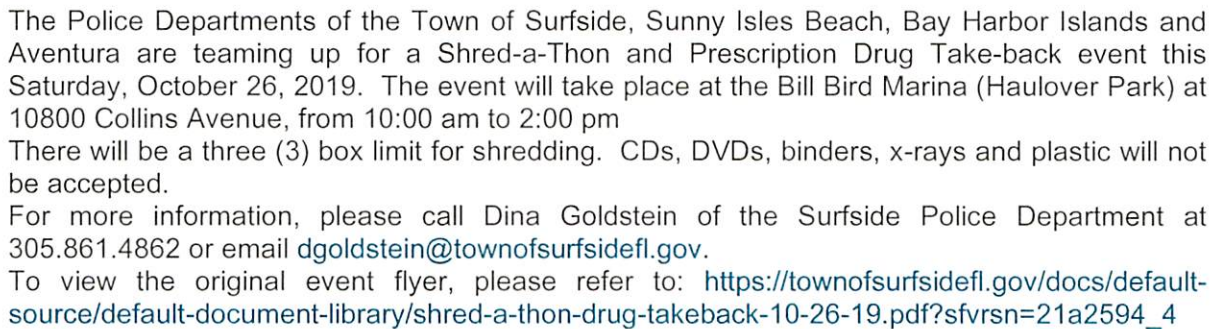 The Police Departments of the Town of Surfside, Sunny Isles Beach, Bay Harbor Islands and
Aventura are teaming up for a Shred-a-Thon and Prescription Drug Take-back event this
Saturday, October 26, 2019.  The event will take place at the Bill Bird Marina (Haulover Park) at
10800 Collins Avenue, from 10:00 am to 2:00 pm
There will be a three (3) box limit for shredding.  CDs, DVDs, binders, x-rays and plastic will not
be accepted.
For more information, please call Dina Goldstein of the Surfside Police Department at
305.861.4862 or email dgoldstein@townofsurfsidefl.gov.
To view the original event flyer, please refer to: https://townofsurfsidefl.gov/docs/default-
source/default-document-library/shred-a-thon-drug-takeback-10-26-19.pdf?sfvrsn=21a2594_4